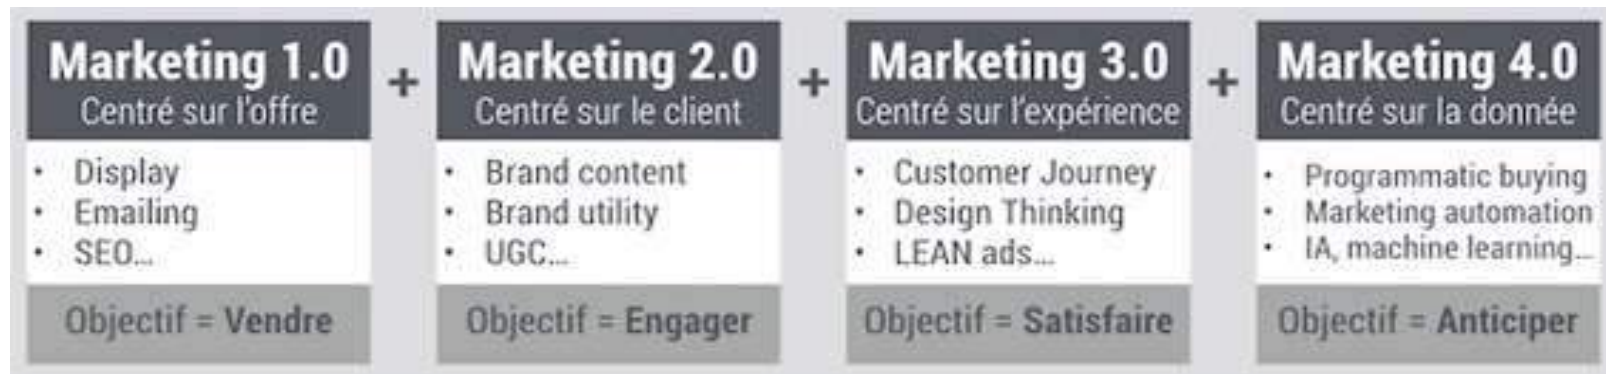 Marketing 1.0
Centré sur l'offre
• Display
• Emailing
• SEO...
Objectif = Vendre
+
Marketing 2.0
Centré sur le client
• Brand content
• Brand utility
• UGC...
Objectif = Engager
+
Marketing 3.0
Centré sur l'expérience
• Customer Journey
• Design Thinking
• LEAN ads...
Objectif = Satisfaire
+
Marketing 4.0
Centré sur la donnée
• Programmatic buying
• Marketing automation
• IA, machine learning...
Objectif = Anticiper